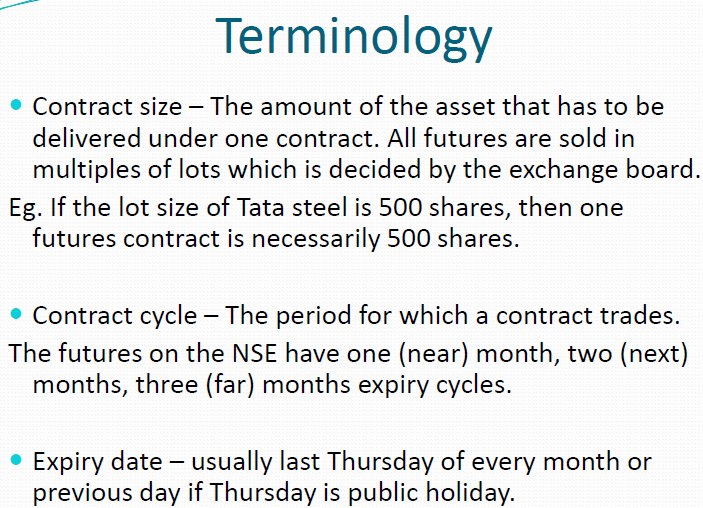 Terminology
• Contract size – The amount of the asset that has to be
delivered under one contract. All futures are sold in
multiples of lots which is decided by the exchange board.
Eg. If the lot size of Tata steel is 500 shares, then one
futures contract is necessarily 500 shares.
• Contract cycle – The period for which a contract trades.
The futures on the NSE have one (near) month, two (next)
months, three (far) months expiry cycles.
• Expiry date – usually last Thursday of every month or
previous day if Thursday is public holiday.